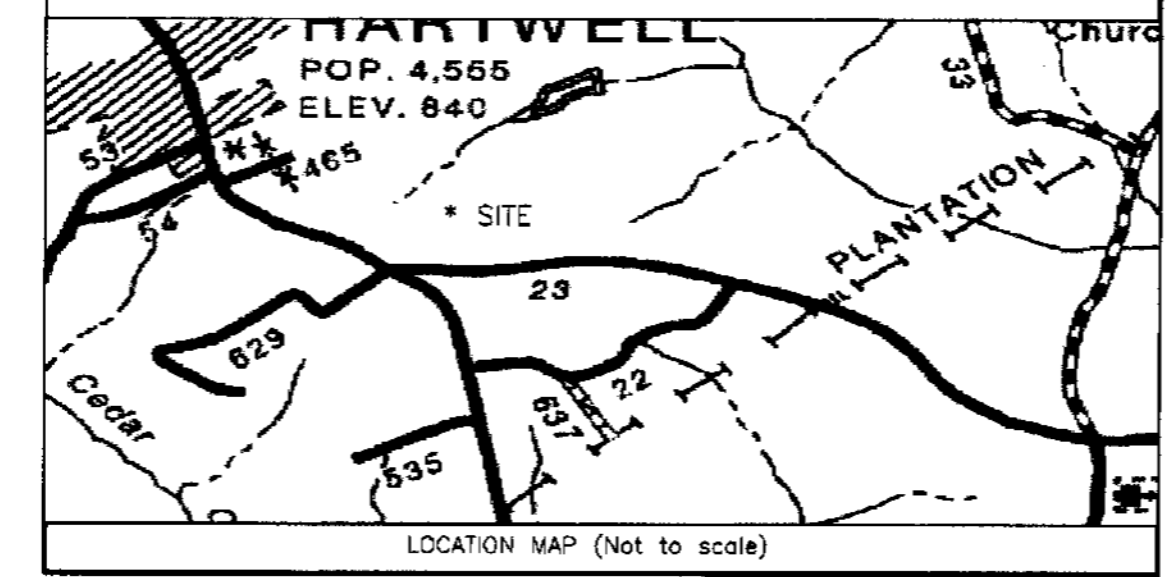 HARTWELL
POP. 4,555
ELEV. 840
Churc
33
53
465
54
* SITE
PLANTATION
23
629
22
Cedar
637
535
LOCATION MAP (Not to scale)